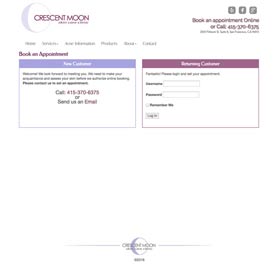 CRESCENT MOON
Book an appointment Online
or Call: 415-370-6375
Home Services Acne Information Products About Contact
Book an Appointment
New Customer
Welcome! We look forward to meeting you. We need to make your
acquaintance and assess your skin before we authorize online booking.
Please contact us to set an appointment.
Call: 415-370-6375
or
Send us an Email
Returning Customer
Fantastic! Please login and set your appointment.
Username
Password
Remember Me
Log In
CRESCENT MOON
©2016